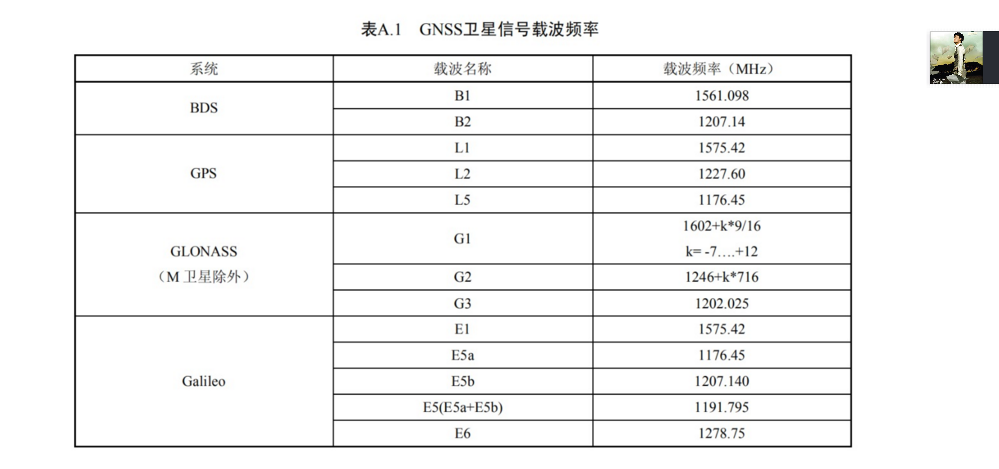 表A.1 GNSS卫星信号载波频率
系统 载波名称 载波频率（MHz）
BDS B1 1561.098
B2 1207.14
GPS L1 1575.42
L2 1227.60
L5 1176.45
GLONASS
（M 卫星除外）
G1 1602+k*9/16
k= -7….+12
G2 1246+k*716
G3 1202.025
Galileo E1 1575.42
E5a 1176.45
E5b 1207.140
E5(E5a+E5b) 1191.795
E6 1278.75